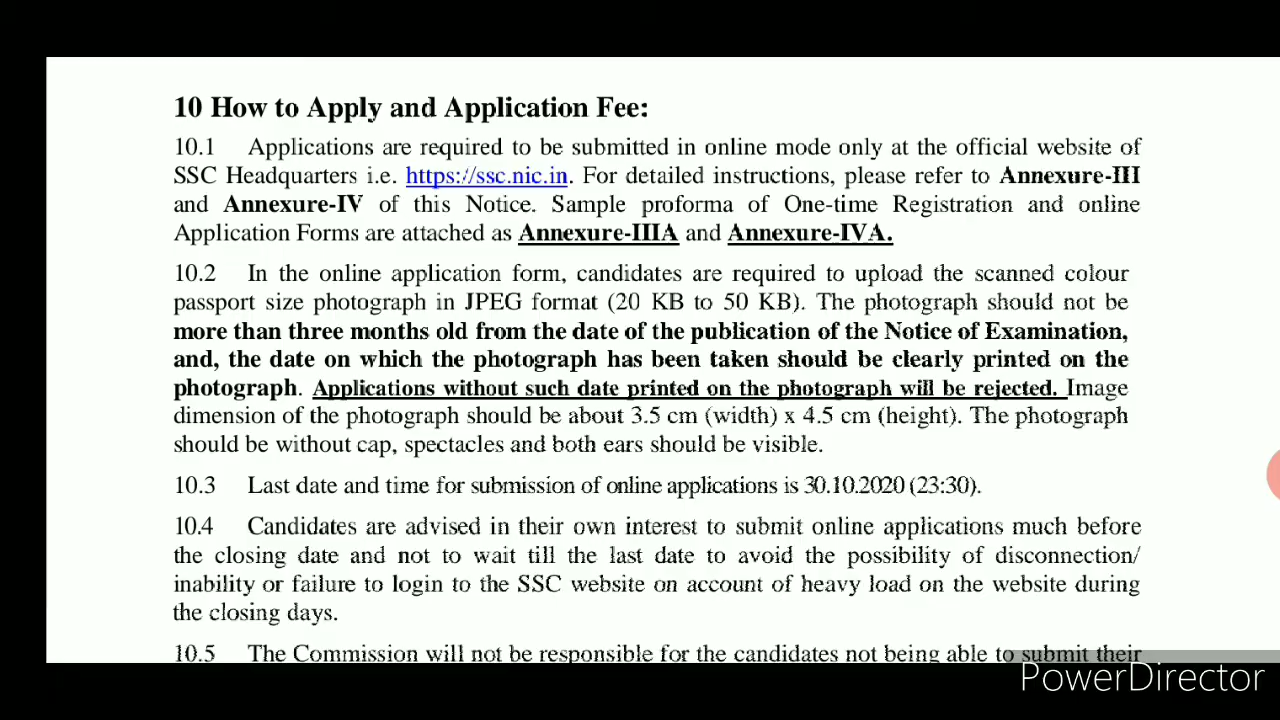 10 How to Apply and Application Fee:
10.1 Applications are required to be submitted in online mode only at the official website of
SSC Headquarters i.e. https://ssc.nic.in. For detailed instructions, please refer to Annexure-III
and Annexure-IV of this Notice. Sample proforma of One-time Registration and online
Application Forms are attached as Annexure-IIIA and Annexure-IVA.
10.2 In the online application form, candidates are required to upload the scanned colour
passport size photograph in JPEG format (20 KB to 50 KB). The photograph should not be
more than three months old from the date of the publication of the Notice of Examination,
and, the date on which the photograph has been taken should be clearly printed on the
photograph. Applications without such date printed on the photograph will be rejected. Image
dimension of the photograph should be about 3.5 cm (width) x 4.5 cm (height). The photograph
should be without cap, spectacles and both ears should be visible.
10.3 Last date and time for submission of online applications is 30.10.2020 (23:30).
10.4 Candidates are advised in their own interest to submit online applications much before
the closing date and not to wait till the last date to avoid the possibility of disconnection/
inability or failure to login to the SSC website on account of heavy load on the website during
the closing days.
10.5 The Commission will not be responsible for the candidates not being able to submit their
PowerDirector